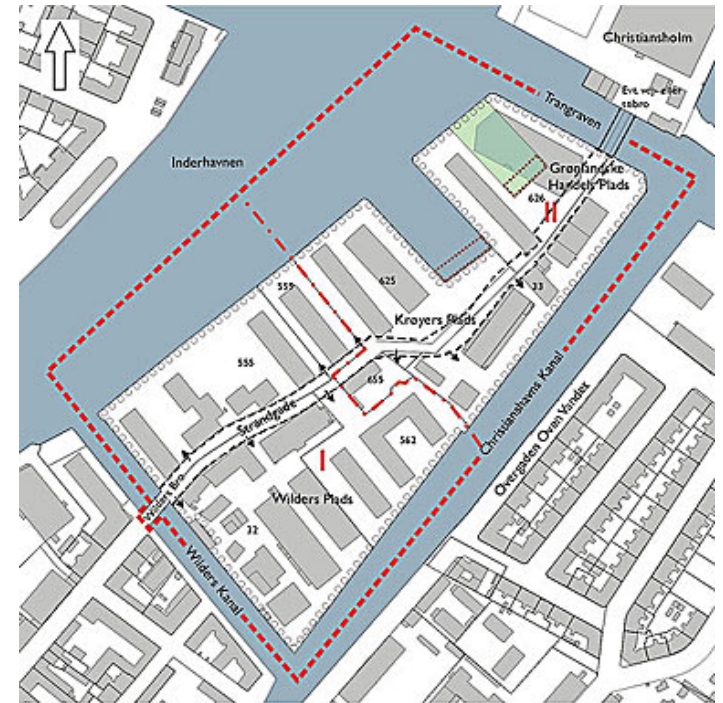 Christiansholm
Evt. vej- eller
stibro
Trangraven
Inderhavnen
Grønlandske
Handels Plads
626
II
559
625
33
Krøyers Plads
555
655
Strandgade
562
I
Wilders Plads
Wilders Bro
32
Wilders Kanal
Christianshavns Kanal
Overgaden Oven Vandet